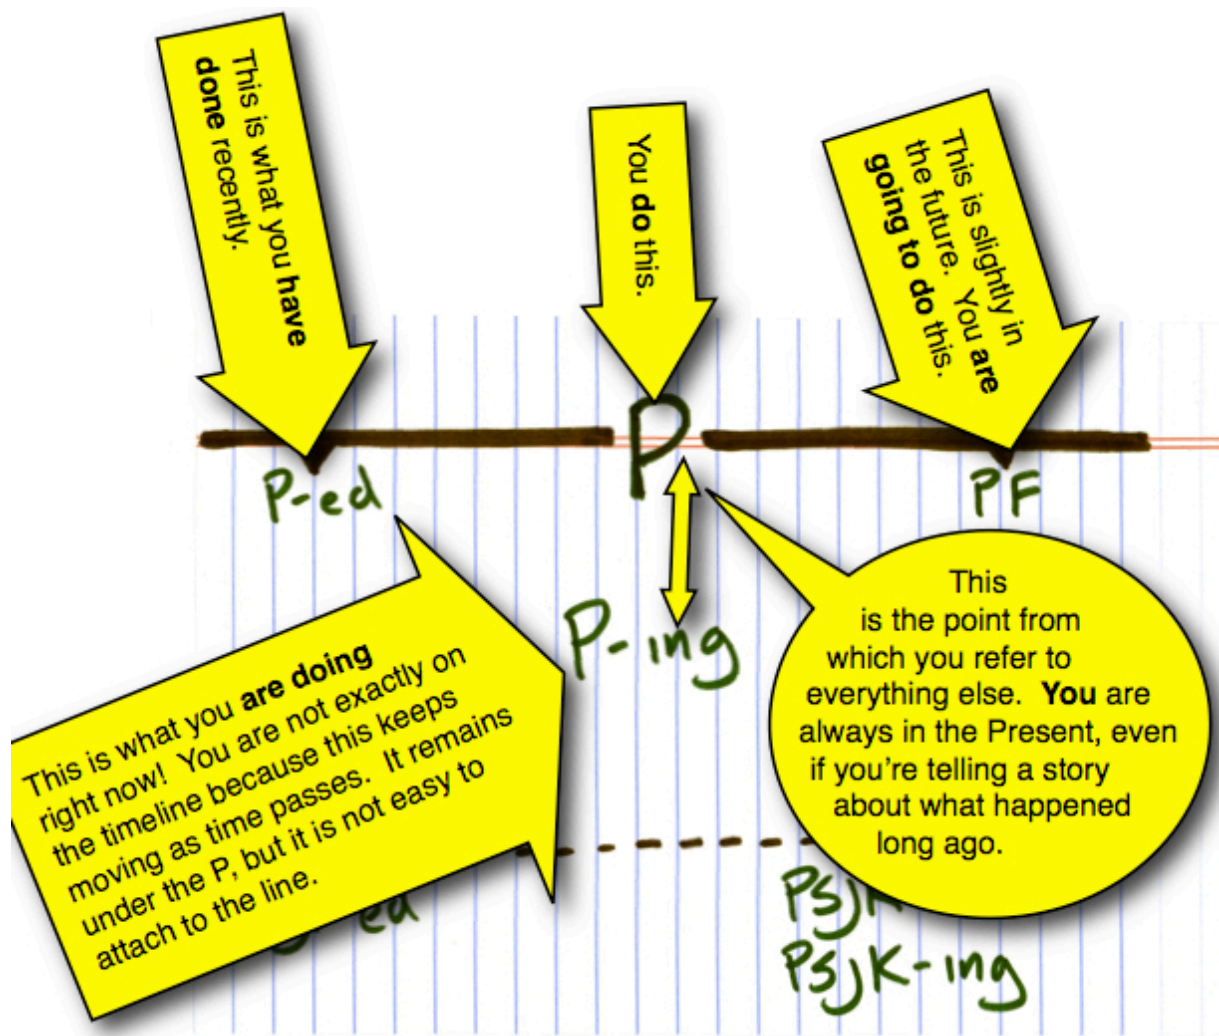 This is what you have
done recently.
You do this.
This is slightly in
the future. You are
going to do this.
P
P-ed
PF
P-ing
This
is the point from
which you refer to
everything else. You are
always in the Present, even
if you're telling a story
about what happened
long ago.
This is what you are doing
right now! You are not exactly on
the timeline because this keeps
moving as time passes. It remains
under the P, but it is not easy to
attach to the line.
PSJK-ing